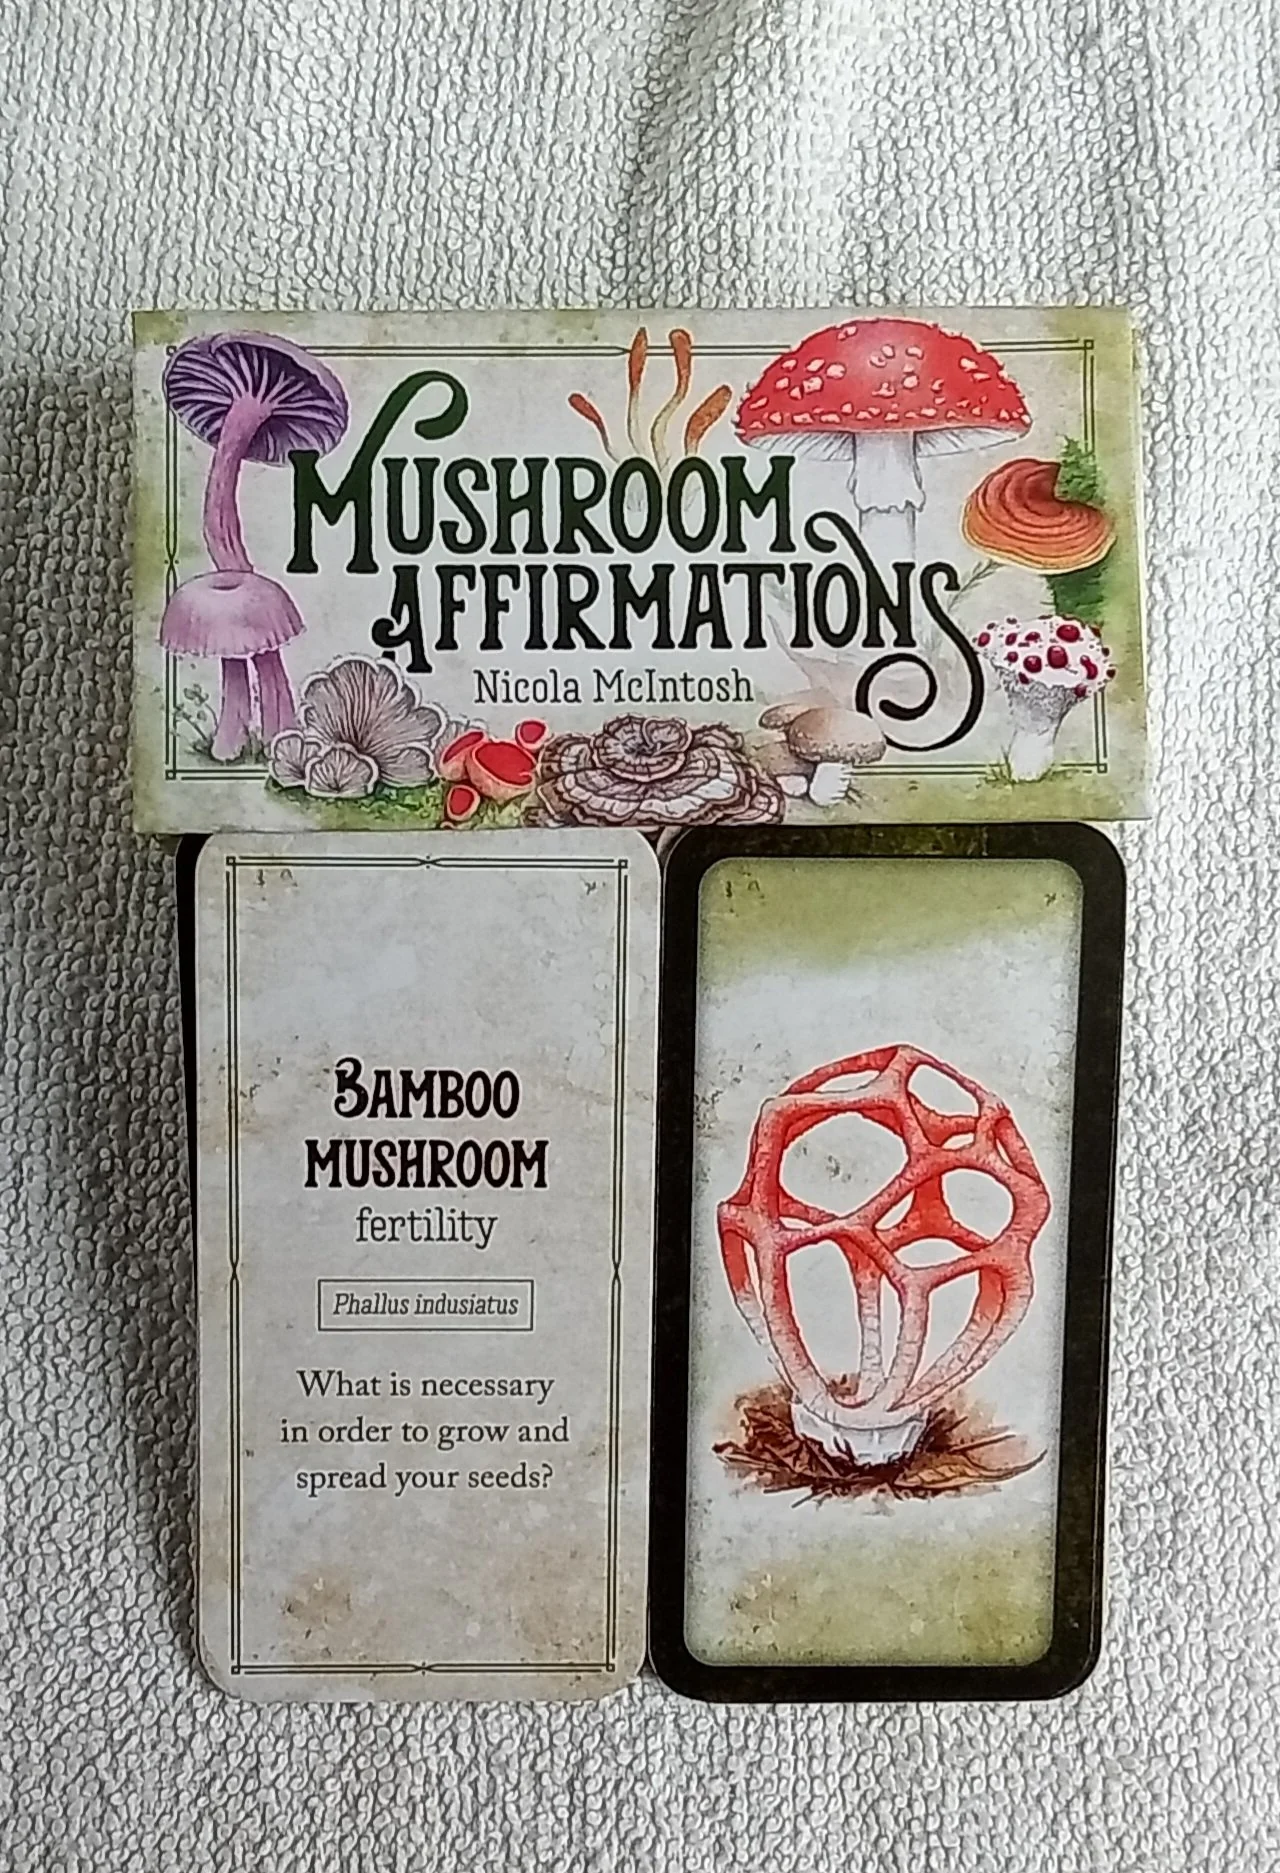 MUSHROOM
AFFIRMATIONS
Nicola McIntosh
BAMBOO
MUSHROOM
fertility
Phallus indusiatus
What is necessary
in order to grow and
spread your seeds?